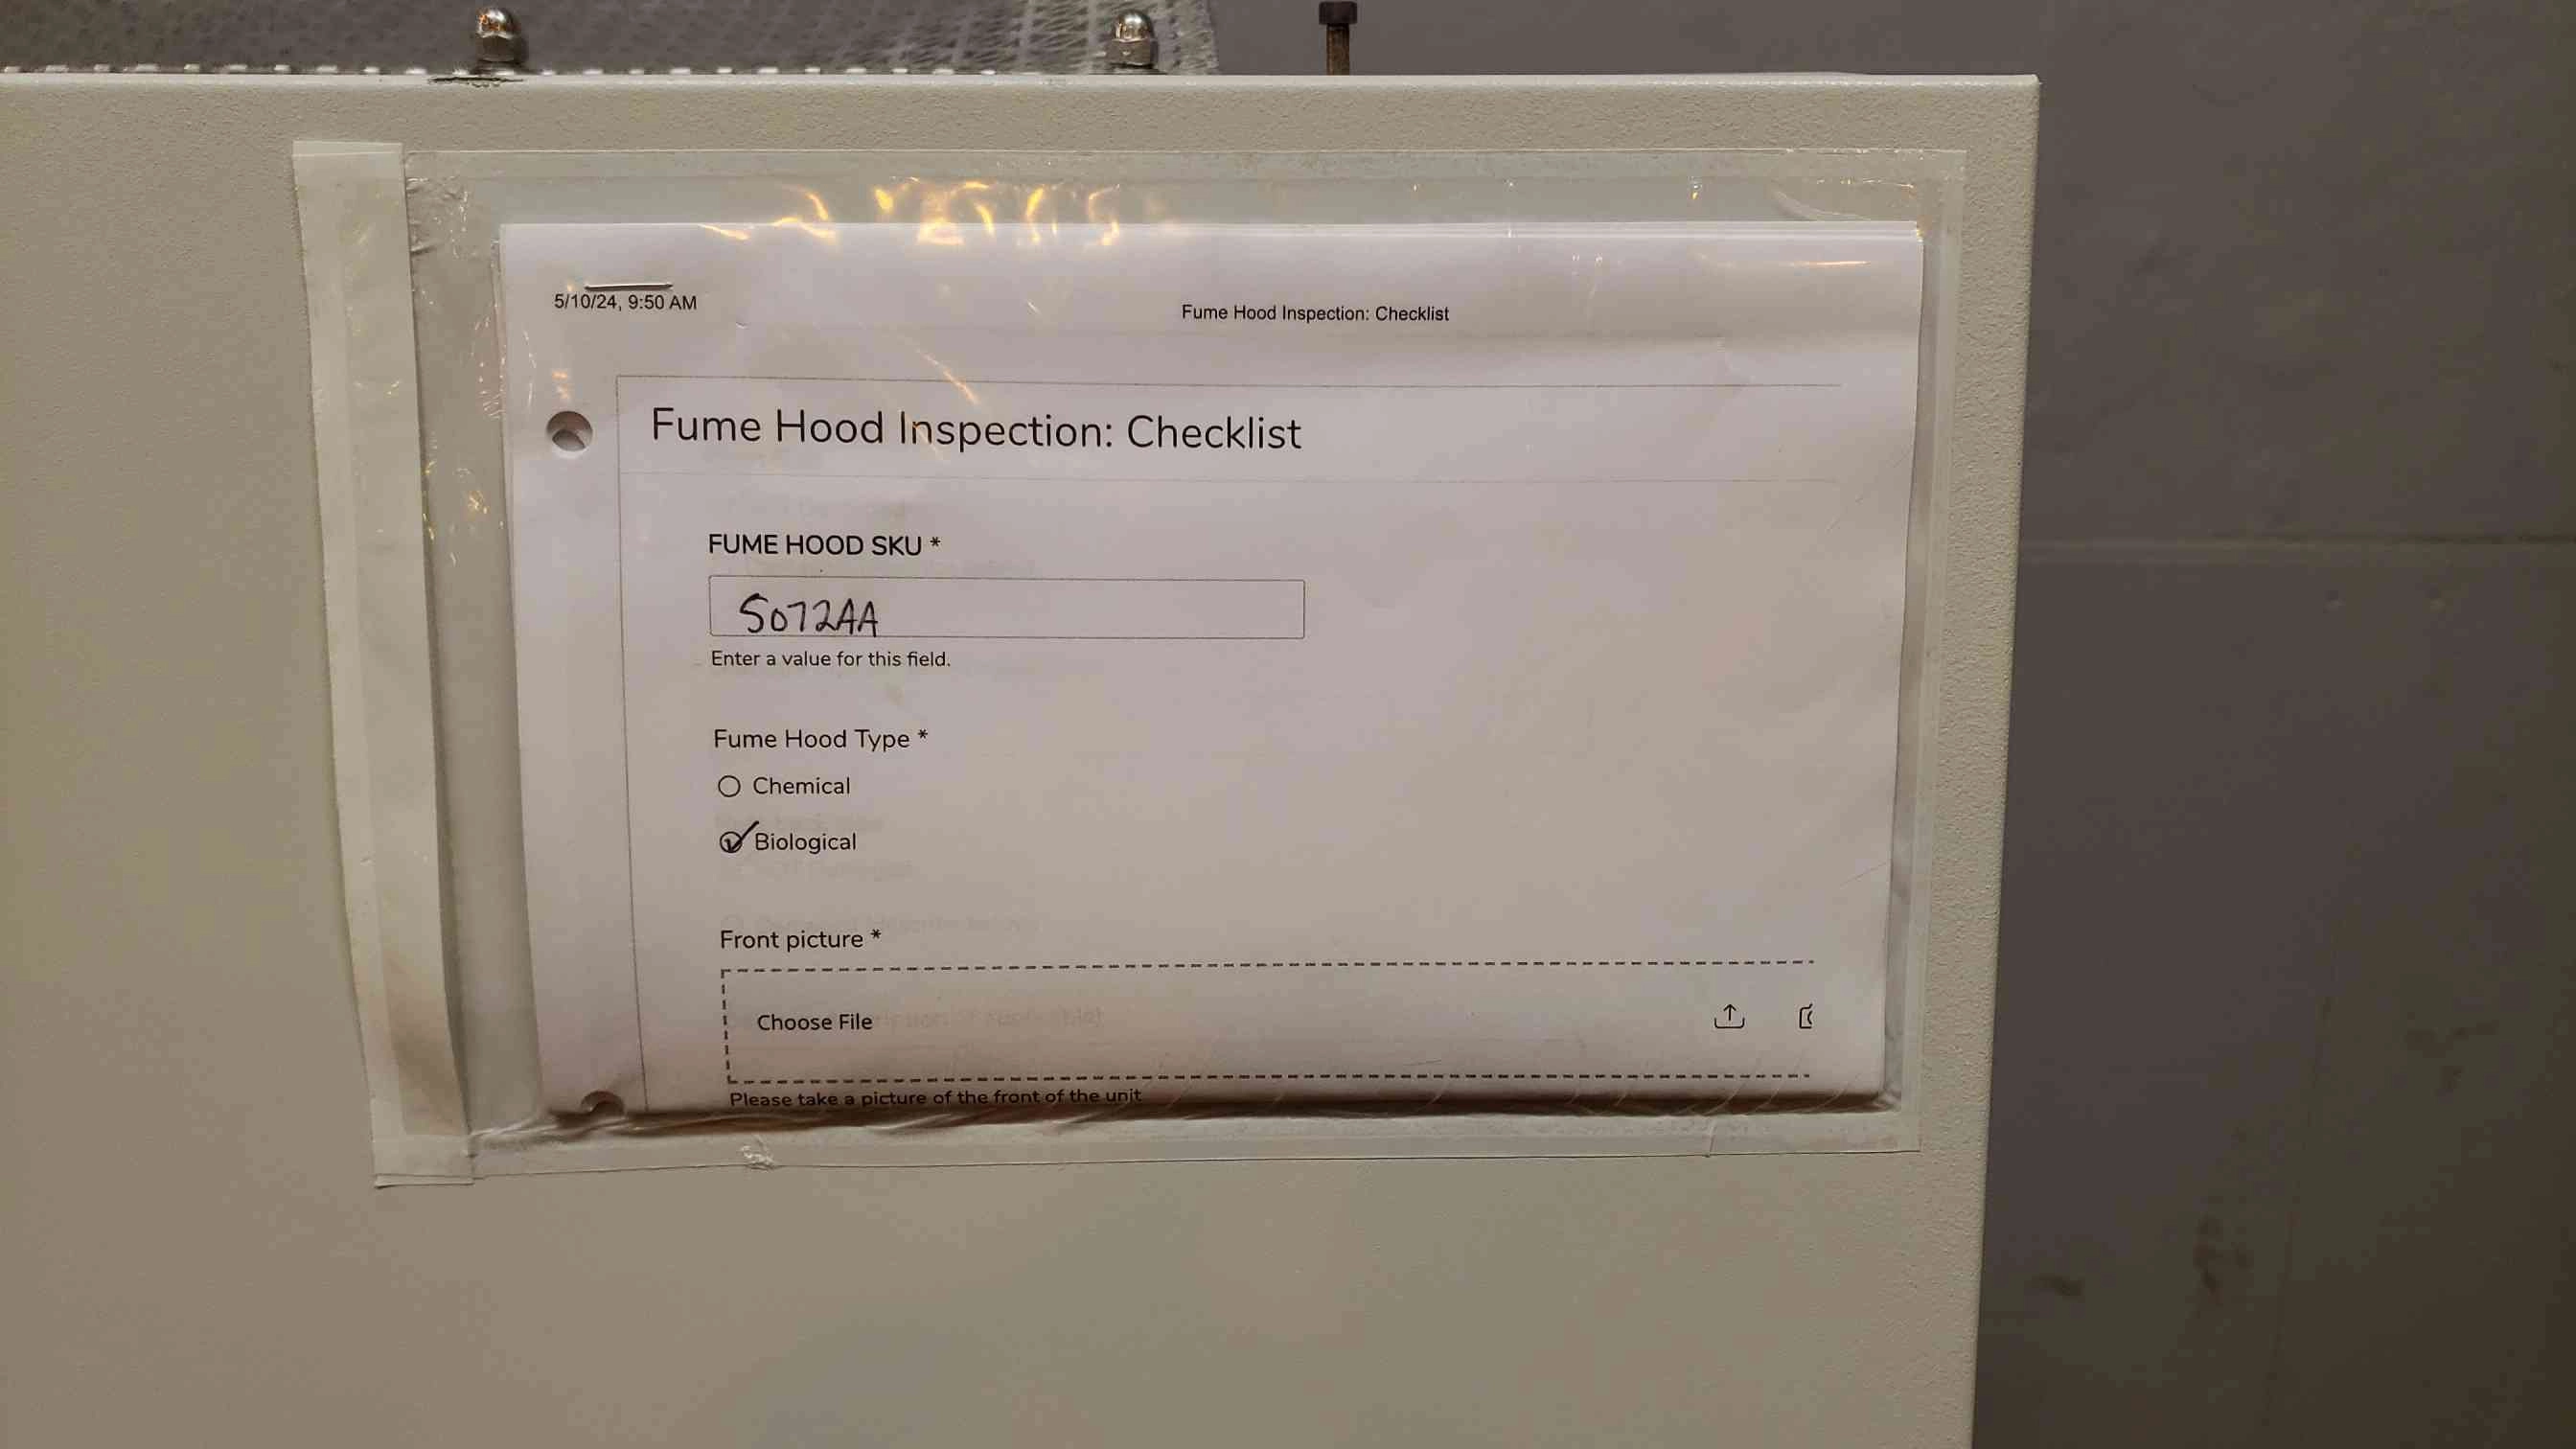 5/10/24, 9:50 AM
Fume Hood Inspection: Checklist
Fume Hood Inspection: Checklist
FUME HOOD SKU *
S072AA
Enter a value for this field.
Fume Hood Type *
Chemical
Biological
Front picture *
Choose File
Please take a picture of the front of the unit